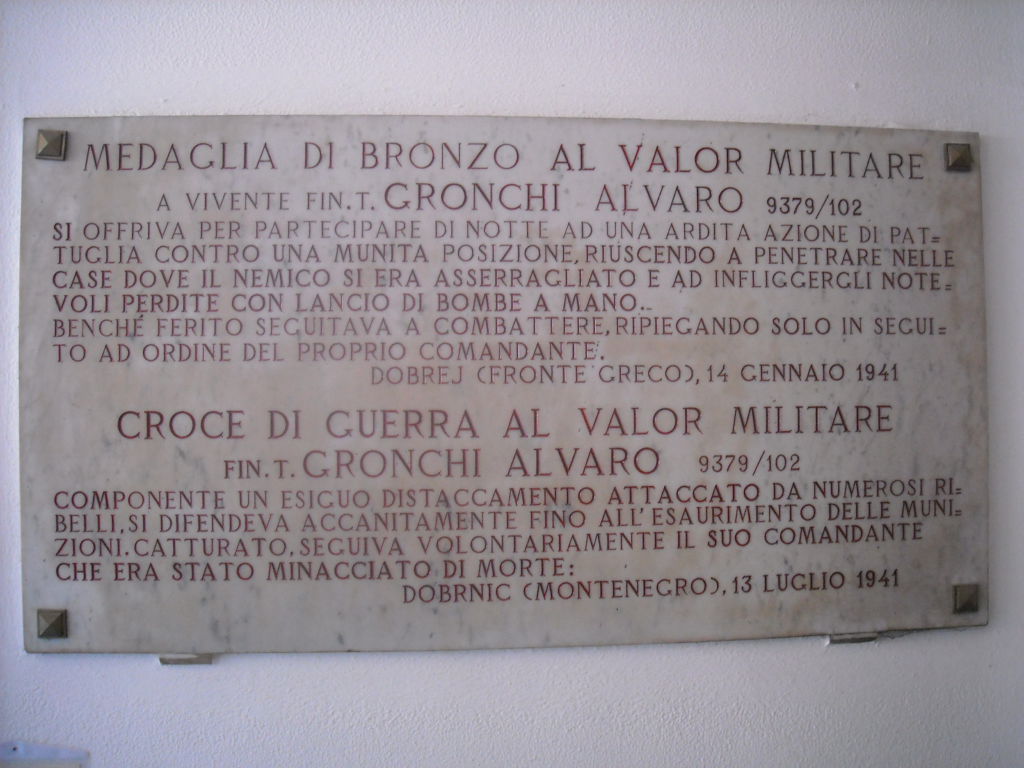 MEDAGLIA DI BRONZO AL VALOR MILITARE
A VIVENTE FIN.T. GRONCHI ALVARO 9379/102
SI OFFRIVA PER PARTECIPARE DI NOTTE AD UNA ARDITA AZIONE DI PAT=
TUGLIA CONTRO UNA MUNITA POSIZIONE, RIUSCENDO A PENETRARE NELLE
CASE DOVE IL NEMICO SI ERA ASSERRAGLIATO E AD INFLIGGERGLI NOTE=
VOLI PERDITE CON LANCIO DI BOMBE A MANO.-
BENCHÉ FERITO SEGUITAVA A COMBATTERE, RIPIEGANDO SOLO IN SEGUI=
TO AD ORDINE DEL PROPRIO COMANDANTE.
DOBREJ (FRONTE GRECO), 14 GENNAIO 1941
CROCE DI GUERRA AL VALOR MILITARE
FIN.T. GRONCHI ALVARO 9379/102
COMPONENTE UN ESIGUO DISTACCAMENTO ATTACCATO DA NUMEROSI RI=
BELLI, SI DIFENDEVA ACCANITAMENTE FINO ALL'ESAURIMENTO DELLE MUNI=
ZIONI. CATTURATO, SEGUIVA VOLONTARIAMENTE IL SUO COMANDANTE
CHE ERA STATO MINACCIATO DI MORTE:
DOBRNIC (MONTENEGRO), 13 LUGLIO 1941